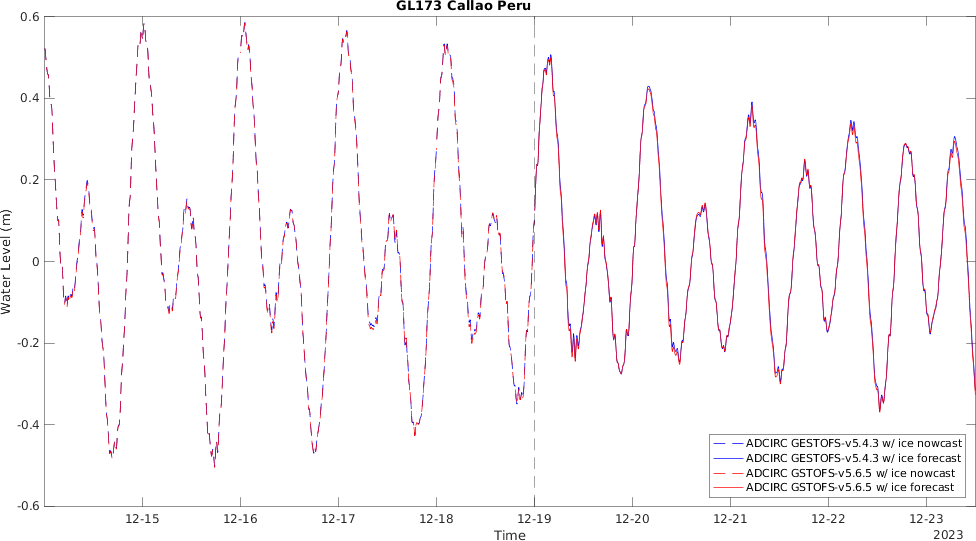 GL173 Callao Peru
0.6
0.4
0.2
0
-0.2
-0.4
-0.6
Water Level (m)
ADCIRC GESTOFS-v5.4.3 w/ ice nowcast
ADCIRC GESTOFS-v5.4.3 w/ ice forecast
ADCIRC GSTOFS-v5.6.5 w/ ice nowcast
ADCIRC GSTOFS-v5.6.5 w/ ice forecast
12-15 12-16 12-17 12-18 12-19 12-20 12-21 12-22 12-23
Time
2023